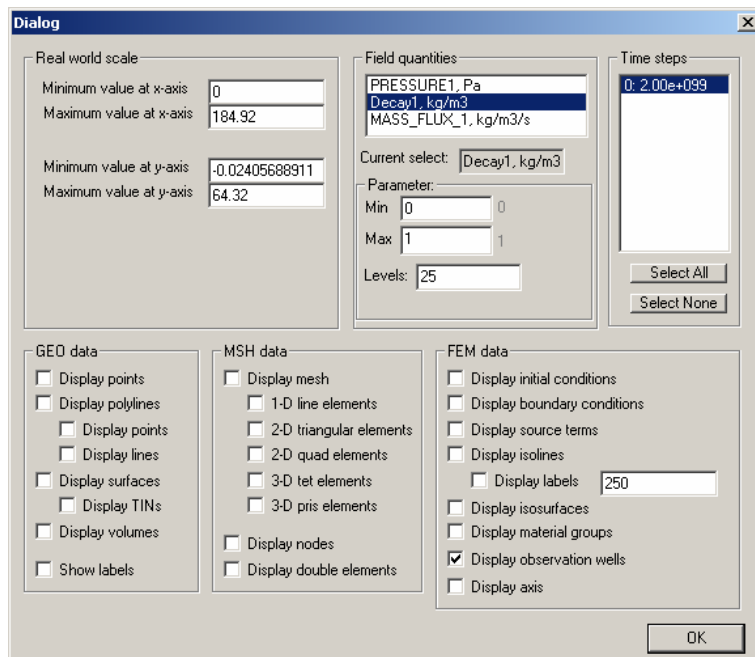 Dialog
Real world scale
Minimum value at x-axis 0
Maximum value at x-axis 184.92
Minimum value at y-axis -0.02405688911
Maximum value at y-axis 64.32
Field quantities
PRESSURE1, Pa
Decay1, kg/m3
MASS_FLUX_1, kg/m3/s
Current select: Decay1, kg/m3
Parameter:
Min 0 0
Max 1 1
Levels: 25
Time steps
0: 2.00e+099
Select All
Select None
GEO data
Display points
Display polylines
Display points
Display lines
Display surfaces
Display TINs
Display volumes
Show labels
MSH data
Display mesh
1-D line elements
2-D triangular elements
2-D quad elements
3-D tet elements
3-D pris elements
Display nodes
Display double elements
FEM data
Display initial conditions
Display boundary conditions
Display source terms
Display isolines
Display labels 250
Display isosurfaces
Display material groups
Display observation wells
Display axis
OK